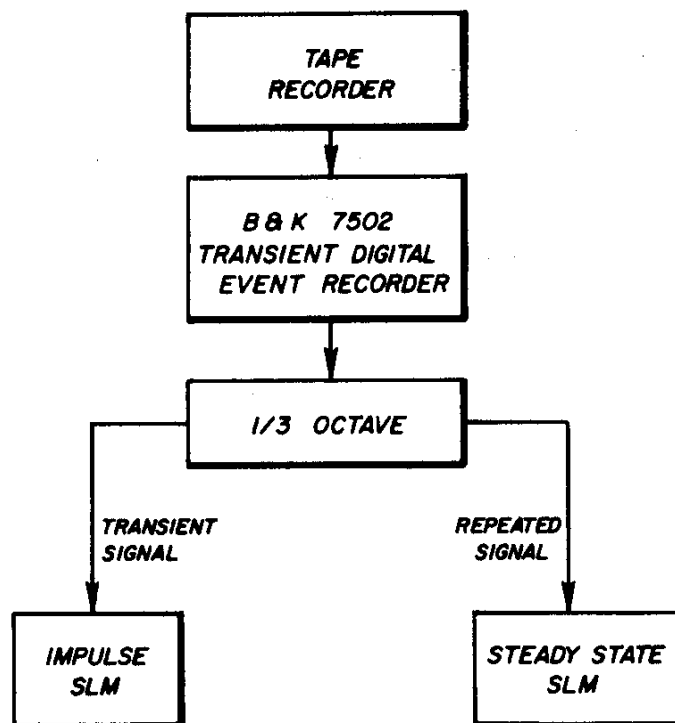 TAPE
RECORDER
B & K 7502
TRANSIENT DIGITAL
EVENT RECORDER
1/3 OCTAVE
TRANSIENT
SIGNAL
REPEATED
SIGNAL
IMPULSE
SLM
STEADY STATE
SLM